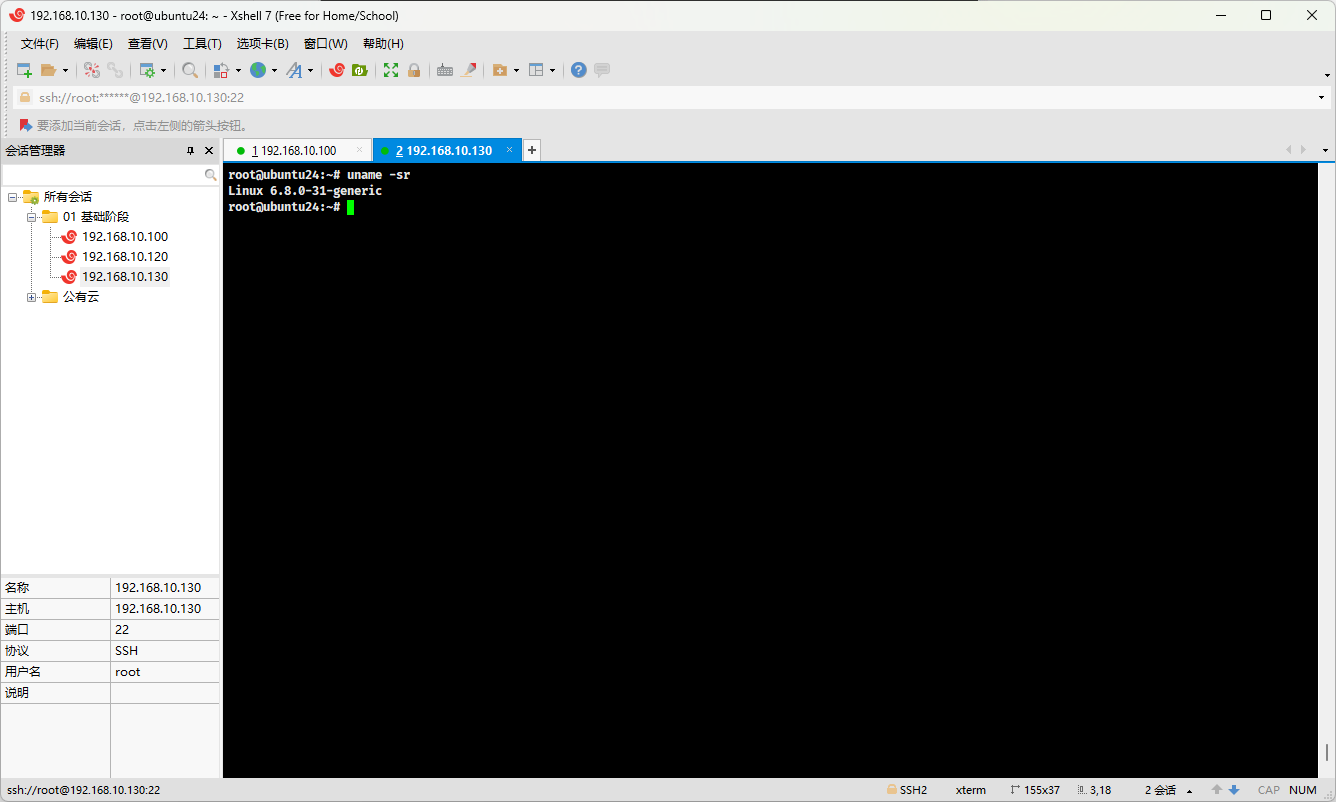 192.168.10.130 - root@ubuntu24: ~ - Xshell 7 (Free for Home/School)
文件(F) 编辑(E) 查看(V) 工具(T) 选项卡(B) 窗口(W) 帮助(H)
ssh://root:******@192.168.10.130:22
要添加当前会话，点击左侧的箭头按钮。
会话管理器
1 192.168.10.100
2 192.168.10.130
所有会话
01 基础阶段
192.168.10.100
192.168.10.120
192.168.10.130
公有云
root@ubuntu24:~# uname -sr
Linux 6.8.0-31-generic
root@ubuntu24:~#
名称 192.168.10.130
主机 192.168.10.130
端口 22
协议 SSH
用户名 root
说明
ssh://root@192.168.10.130:22 SSH2 xterm 155x37 3,18 2 会话 CAP NUM